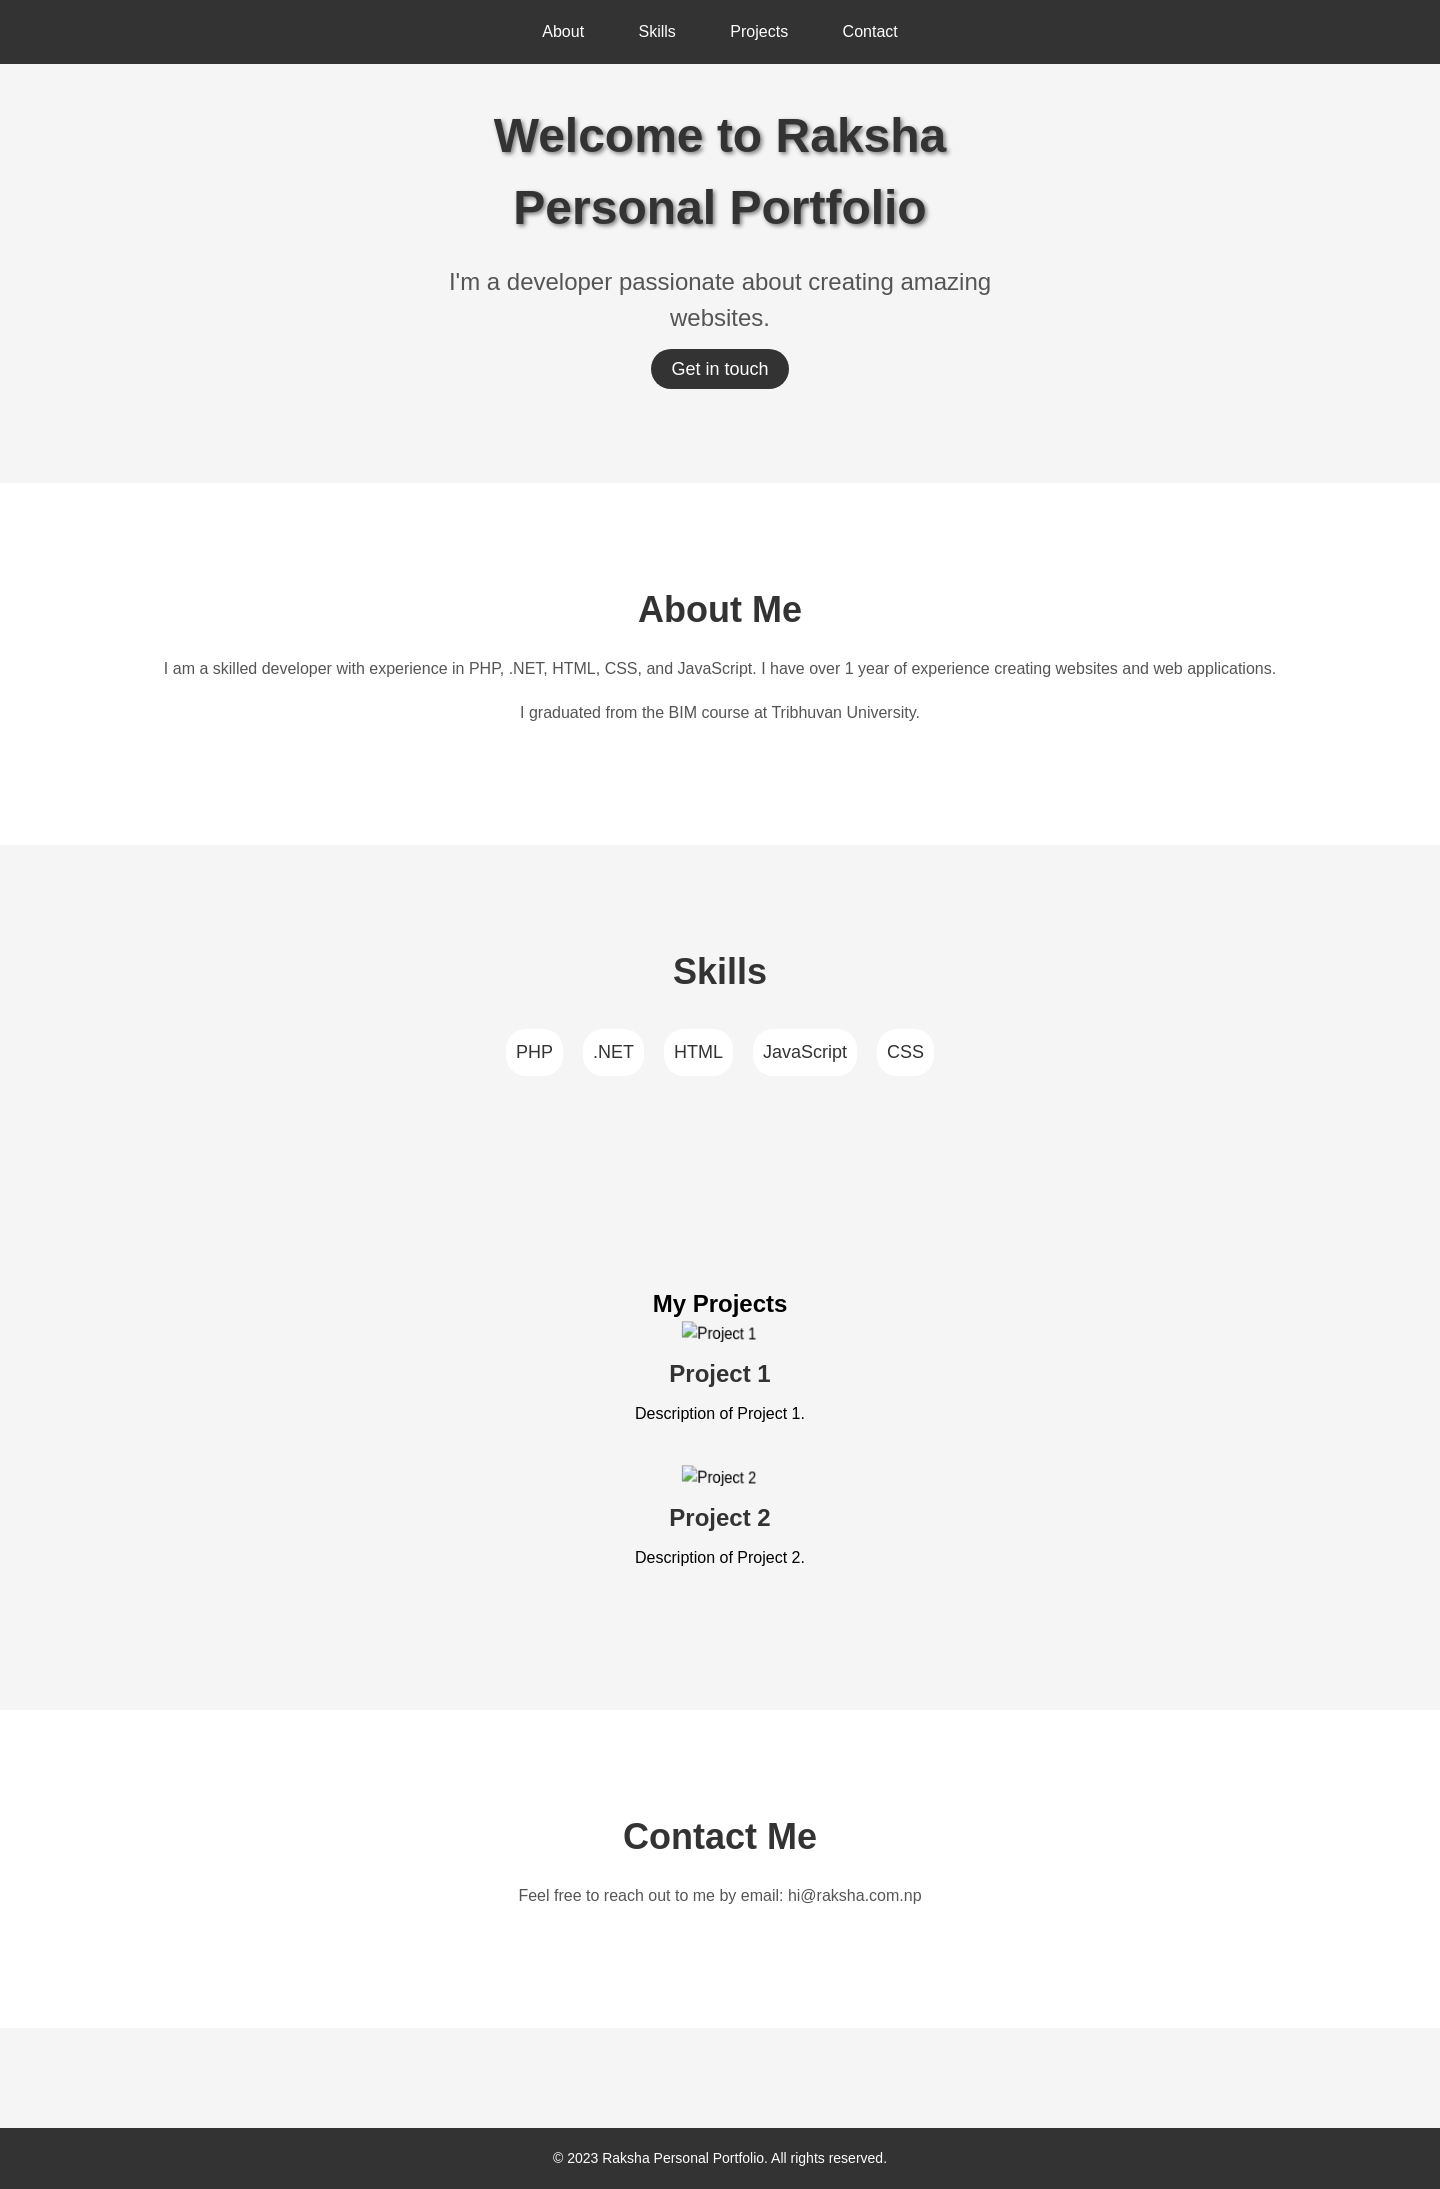 About Skills Projects Contact
Welcome to Raksha
Personal Portfolio
I'm a developer passionate about creating amazing
websites.
Get in touch
About Me
I am a skilled developer with experience in PHP, .NET, HTML, CSS, and JavaScript. I have over 1 year of experience creating websites and web applications.
I graduated from the BIM course at Tribhuvan University.
Skills
PHP .NET HTML JavaScript CSS
My Projects
Project 1
Project 1
Description of Project 1.
Project 2
Project 2
Description of Project 2.
Contact Me
Feel free to reach out to me by email: hi@raksha.com.np
© 2023 Raksha Personal Portfolio. All rights reserved.